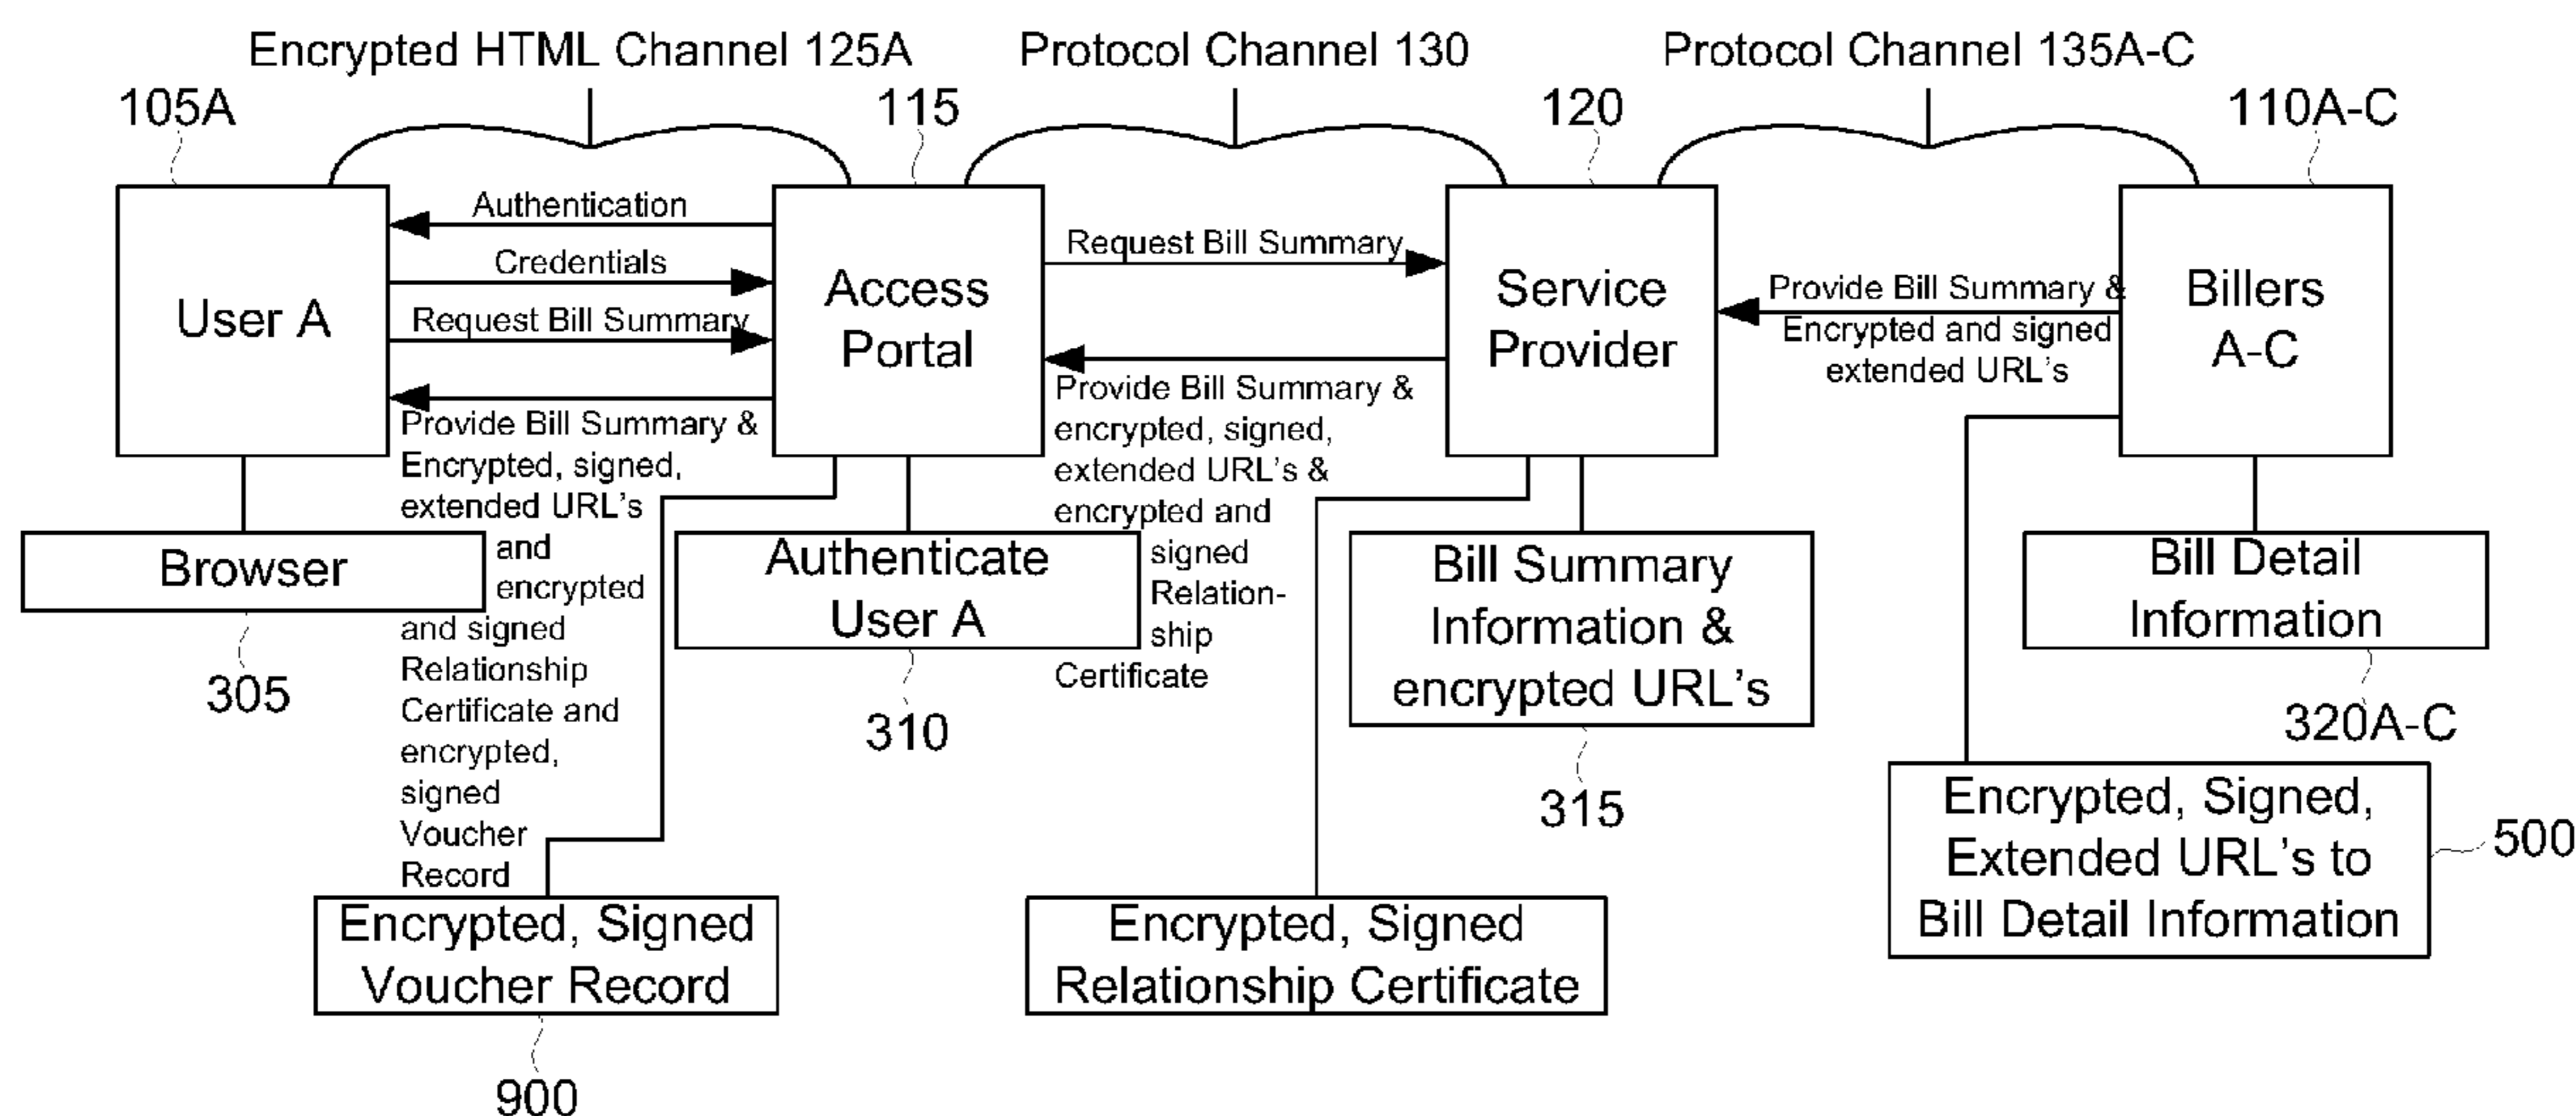 Encrypted HTML Channel 125A
Protocol Channel 130
Protocol Channel 135A-C
105A
115
120
110A-C
User A
Authentication
Credentials
Request Bill Summary
Provide Bill Summary &
Encrypted, signed,
extended URL's
and
encrypted
and signed
Relationship
Certificate and
encrypted,
signed
Voucher
Record
Access
Portal
Request Bill Summary
Provide Bill Summary &
encrypted, signed,
extended URL's &
encrypted and
signed
Relation-
ship
Certificate
Service
Provider
Provide Bill Summary &
Encrypted and signed
extended URL's
Billers
A-C
Browser
305
Authenticate
User A
310
Bill Summary
Information &
encrypted URL's
315
Bill Detail
Information
320A-C
Encrypted, Signed,
Extended URL's to
Bill Detail Information
500
Encrypted, Signed
Voucher Record
900
Encrypted, Signed
Relationship Certificate